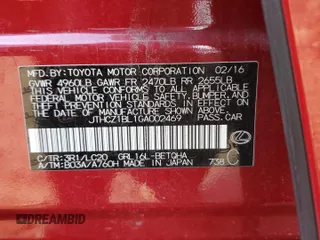 MFD. BY: TOYOTA MOTOR CORPORATION 02/16
GVWR 4960LB GAWR FR 2470LB RR 2655LB
THIS VEHICLE CONFORMS TO ALL APPLICABLE
FEDERAL MOTOR VEHICLE SAFETY, BUMPER, AND
THEFT PREVENTION STANDARDS IN EFFECT ON THE
DATE OF MANUFACTURE SHOWN ABOVE.
JTHCZ1BL1GA002469 PASS.CAR
C/TR: 3R1/LC20 GRL16L-BETQHA
A/TM: B03A/A760H MADE IN JAPAN 738
C
AUTOBIDMASTER